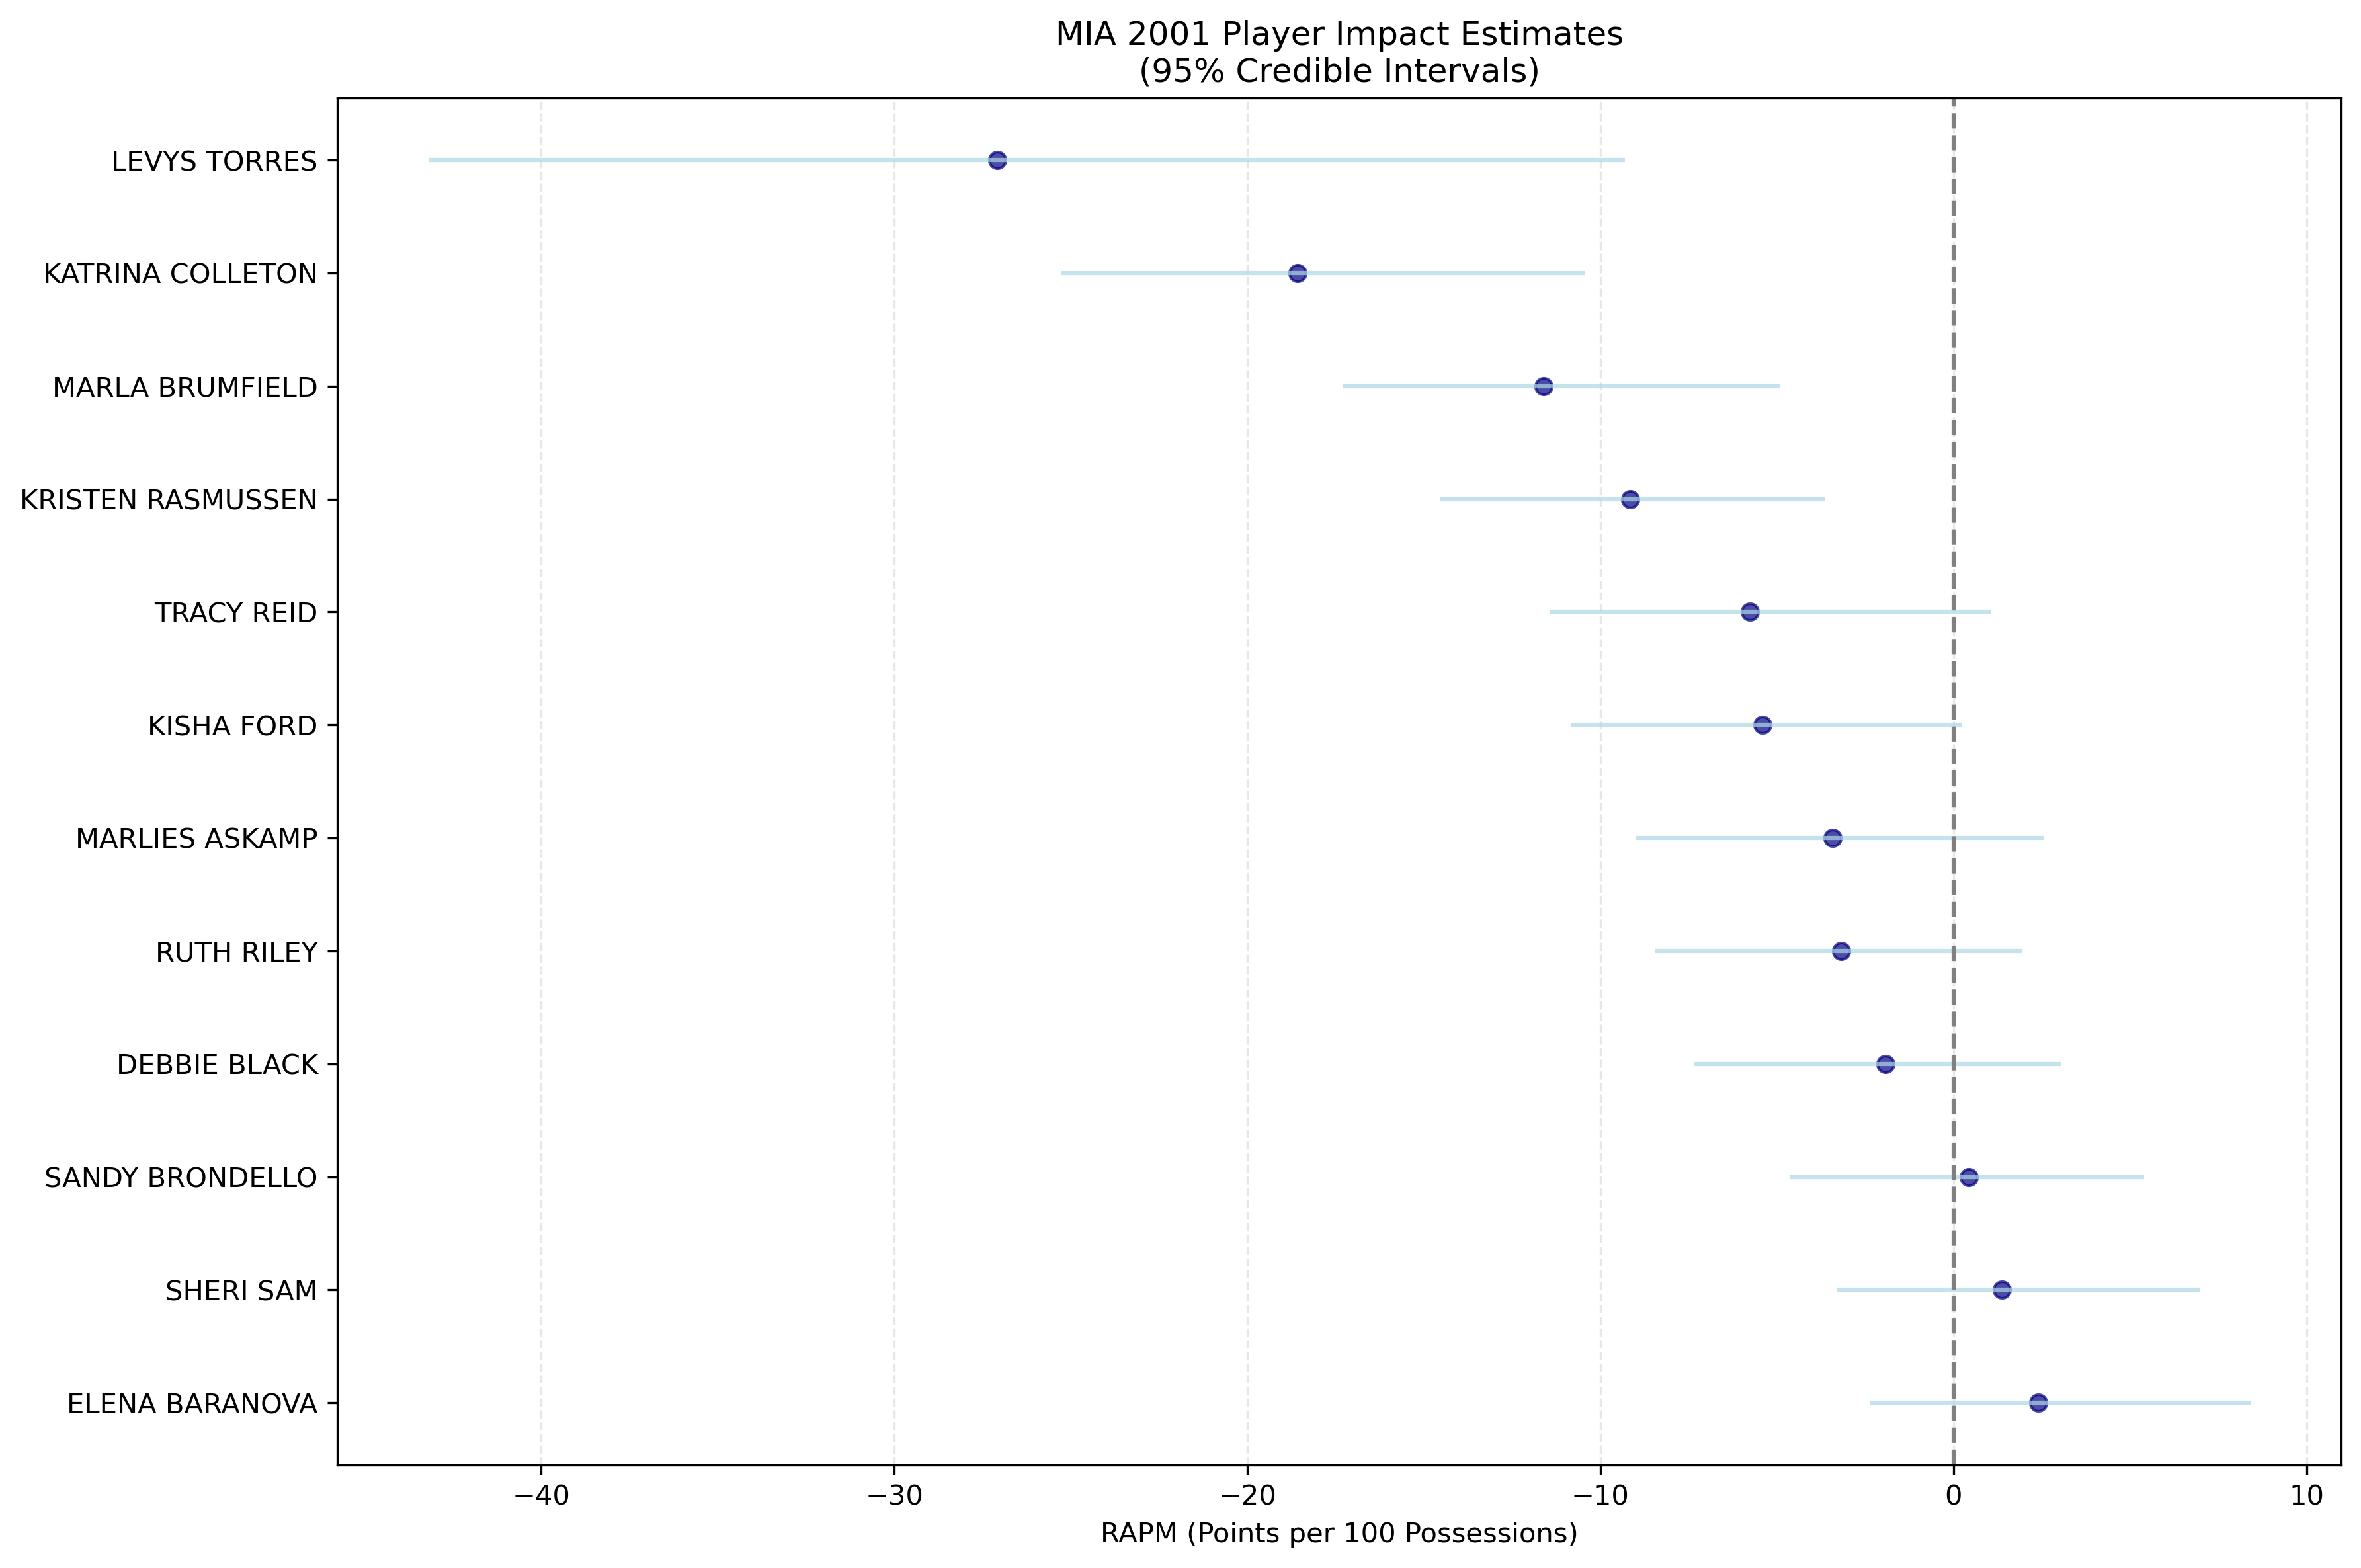 MIA 2001 Player Impact Estimates
(95% Credible Intervals)
LEVYS TORRES
KATRINA COLLETON
MARLA BRUMFIELD
KRISTEN RASMUSSEN
TRACY REID
KISHA FORD
MARLIES ASKAMP
RUTH RILEY
DEBBIE BLACK
SANDY BRONDELLO
SHERI SAM
ELENA BARANOVA
−40 −30 −20 −10 0 10
RAPM (Points per 100 Possessions)